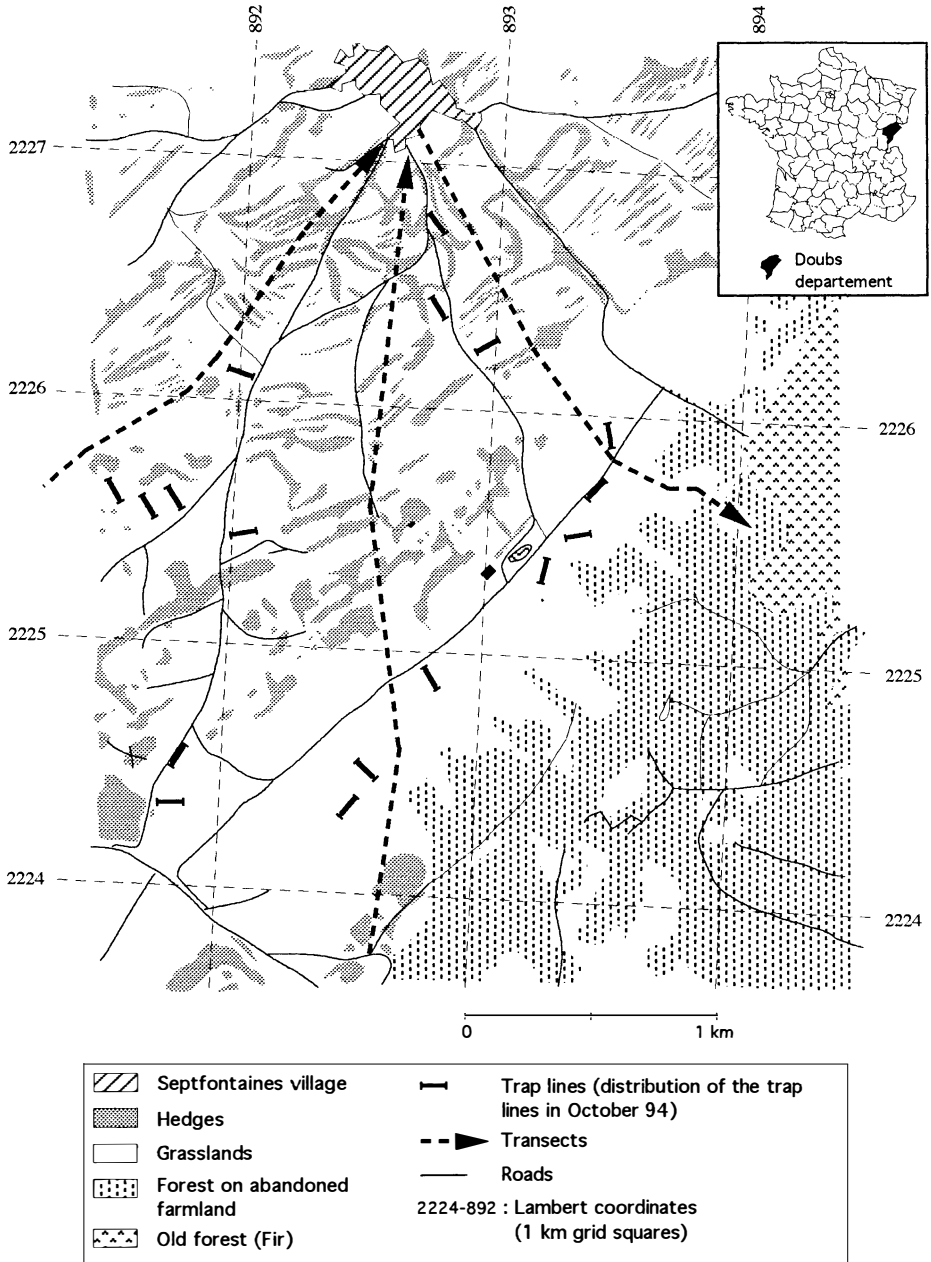 892
893
894
2227
2226
2226
2225
2225
2224
2224
Doubs
departement
0
1 km
Septfontaines village
Hedges
Grasslands
Forest on abandoned
farmland
Old forest (Fir)
Trap lines (distribution of the trap
lines in October 94)
Transects
Roads
2224-892 : Lambert coordinates
(1 km grid squares)